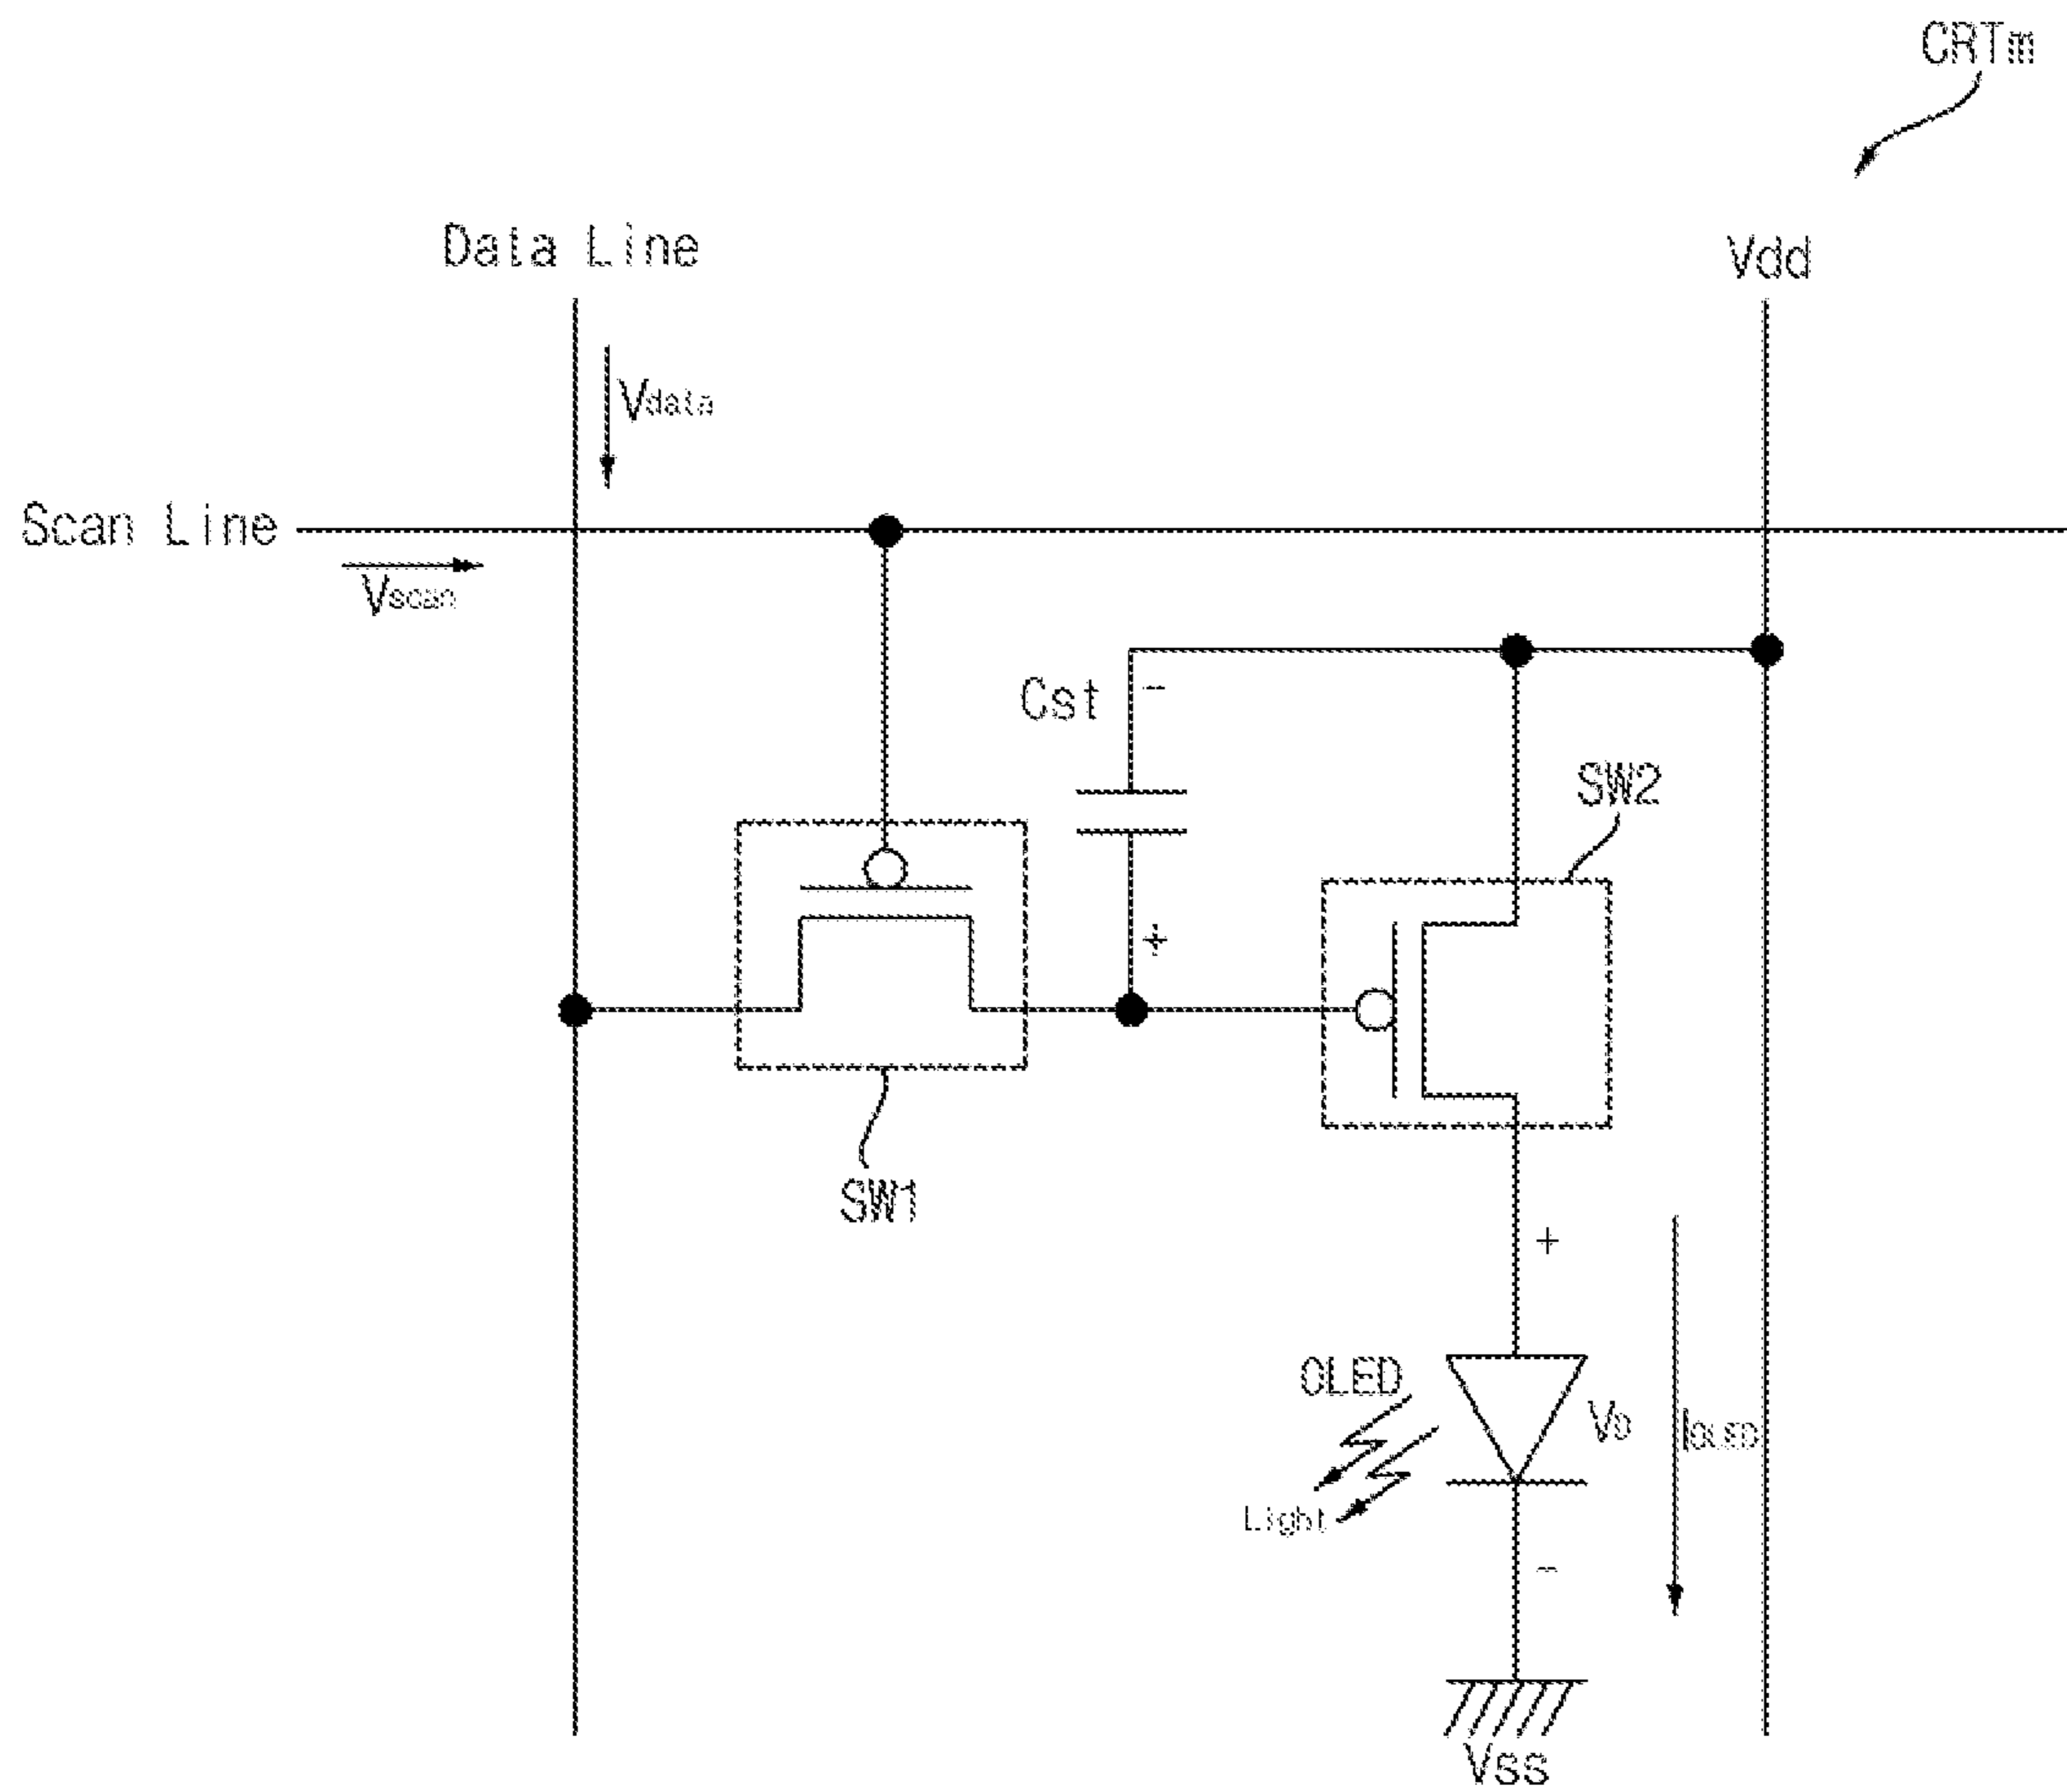 CRTm
Data Line
Vdd
Vdata
Scan Line
Vscan
Cst
-
SW2
+
SW1
+
OLED
VD
IOLED
Light
-
Vss